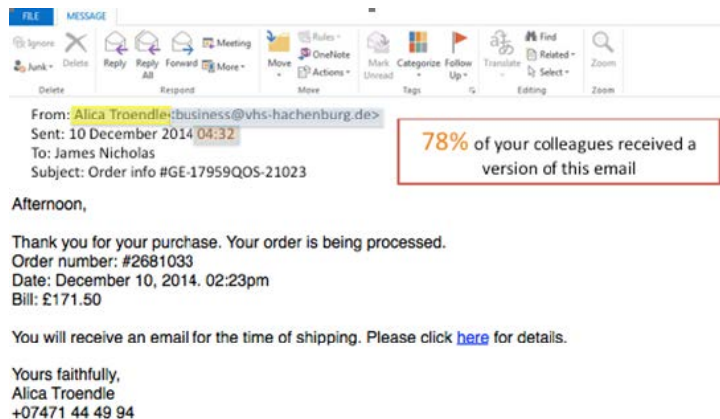 FILE MESSAGE
Ignore
Junk
Delete
Reply
Reply All
Forward
Meeting
More
Move
Rules
OneNote
Actions
Mark Unread
Categorize
Follow Up
Translate
Find
Related
Select
Zoom
Delete Respond Move Tags Editing Zoom
From: Alica Troendle<business@vhs-hachenburg.de>
Sent: 10 December 2014 04:32
To: James Nicholas
Subject: Order info #GE-17959QOS-21023
78% of your colleagues received a
version of this email
Afternoon,
Thank you for your purchase. Your order is being processed.
Order number: #2681033
Date: December 10, 2014. 02:23pm
Bill: £171.50
You will receive an email for the time of shipping. Please click here for details.
Yours faithfully,
Alica Troendle
+07471 44 49 94